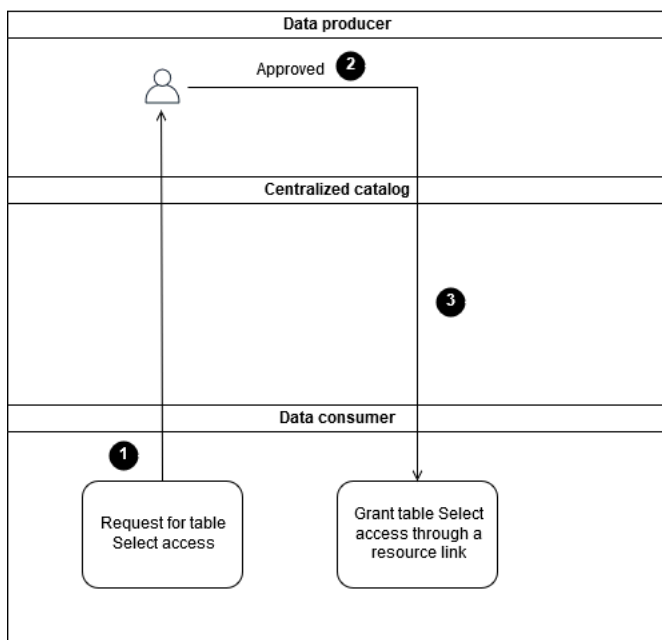 Data producer
Approved 2
Centralized catalog
3
Data consumer
1
Request for table
Select access
Grant table Select
access through a
resource link